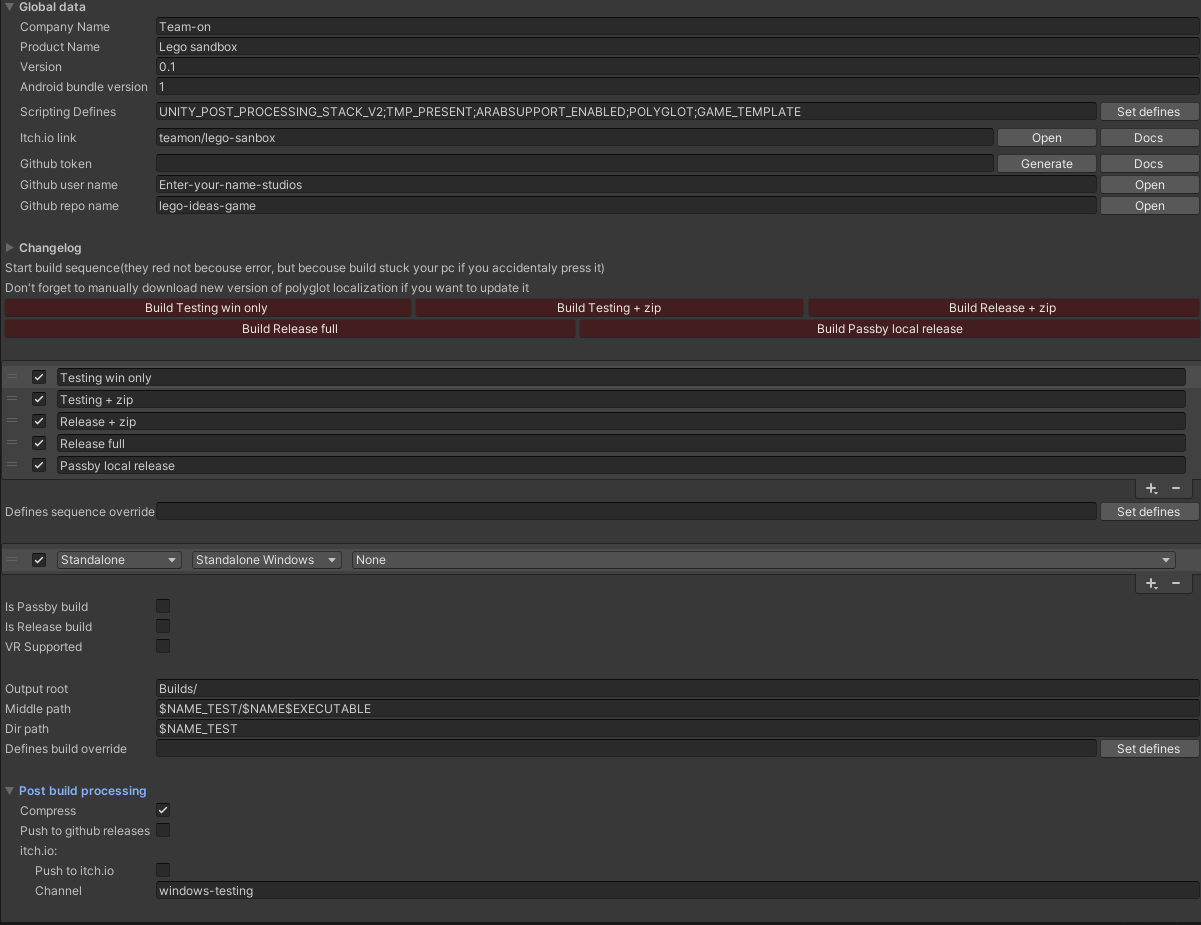 Global data
Company Name Team-on
Product Name Lego sandbox
Version 0.1
Android bundle version 1
Scripting Defines UNITY_POST_PROCESSING_STACK_V2;TMP_PRESENT;ARABSUPPORT_ENABLED;POLYGLOT;GAME_TEMPLATE Set defines
Itch.io link teamon/lego-sanbox Open Docs
Github token Generate Docs
Github user name Enter-your-name-studios Open
Github repo name lego-ideas-game Open
Changelog
Start build sequence(they red not becouse error, but becouse build stuck your pc if you accidentaly press it)
Don't forget to manually download new version of polyglot localization if you want to update it
Build Testing win only Build Testing + zip Build Release + zip
Build Release full Build Passby local release
Testing win only
Testing + zip
Release + zip
Release full
Passby local release
Defines sequence override Set defines
Standalone Standalone Windows None
Is Passby build
Is Release build
VR Supported
Output root Builds/
Middle path $NAME_TEST/$NAME$EXECUTABLE
Dir path $NAME_TEST
Defines build override Set defines
Post build processing
Compress
Push to github releases
itch.io:
Push to itch.io
Channel windows-testing